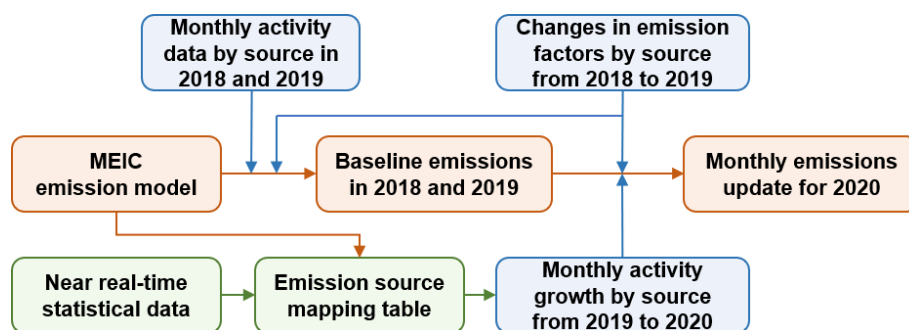 Monthly activity
data by source in
2018 and 2019
Changes in emission
factors by source
from 2018 to 2019
MEIC
emission model
Baseline emissions
in 2018 and 2019
Monthly emissions
update for 2020
Near real-time
statistical data
Emission source
mapping table
Monthly activity
growth by source
from 2019 to 2020